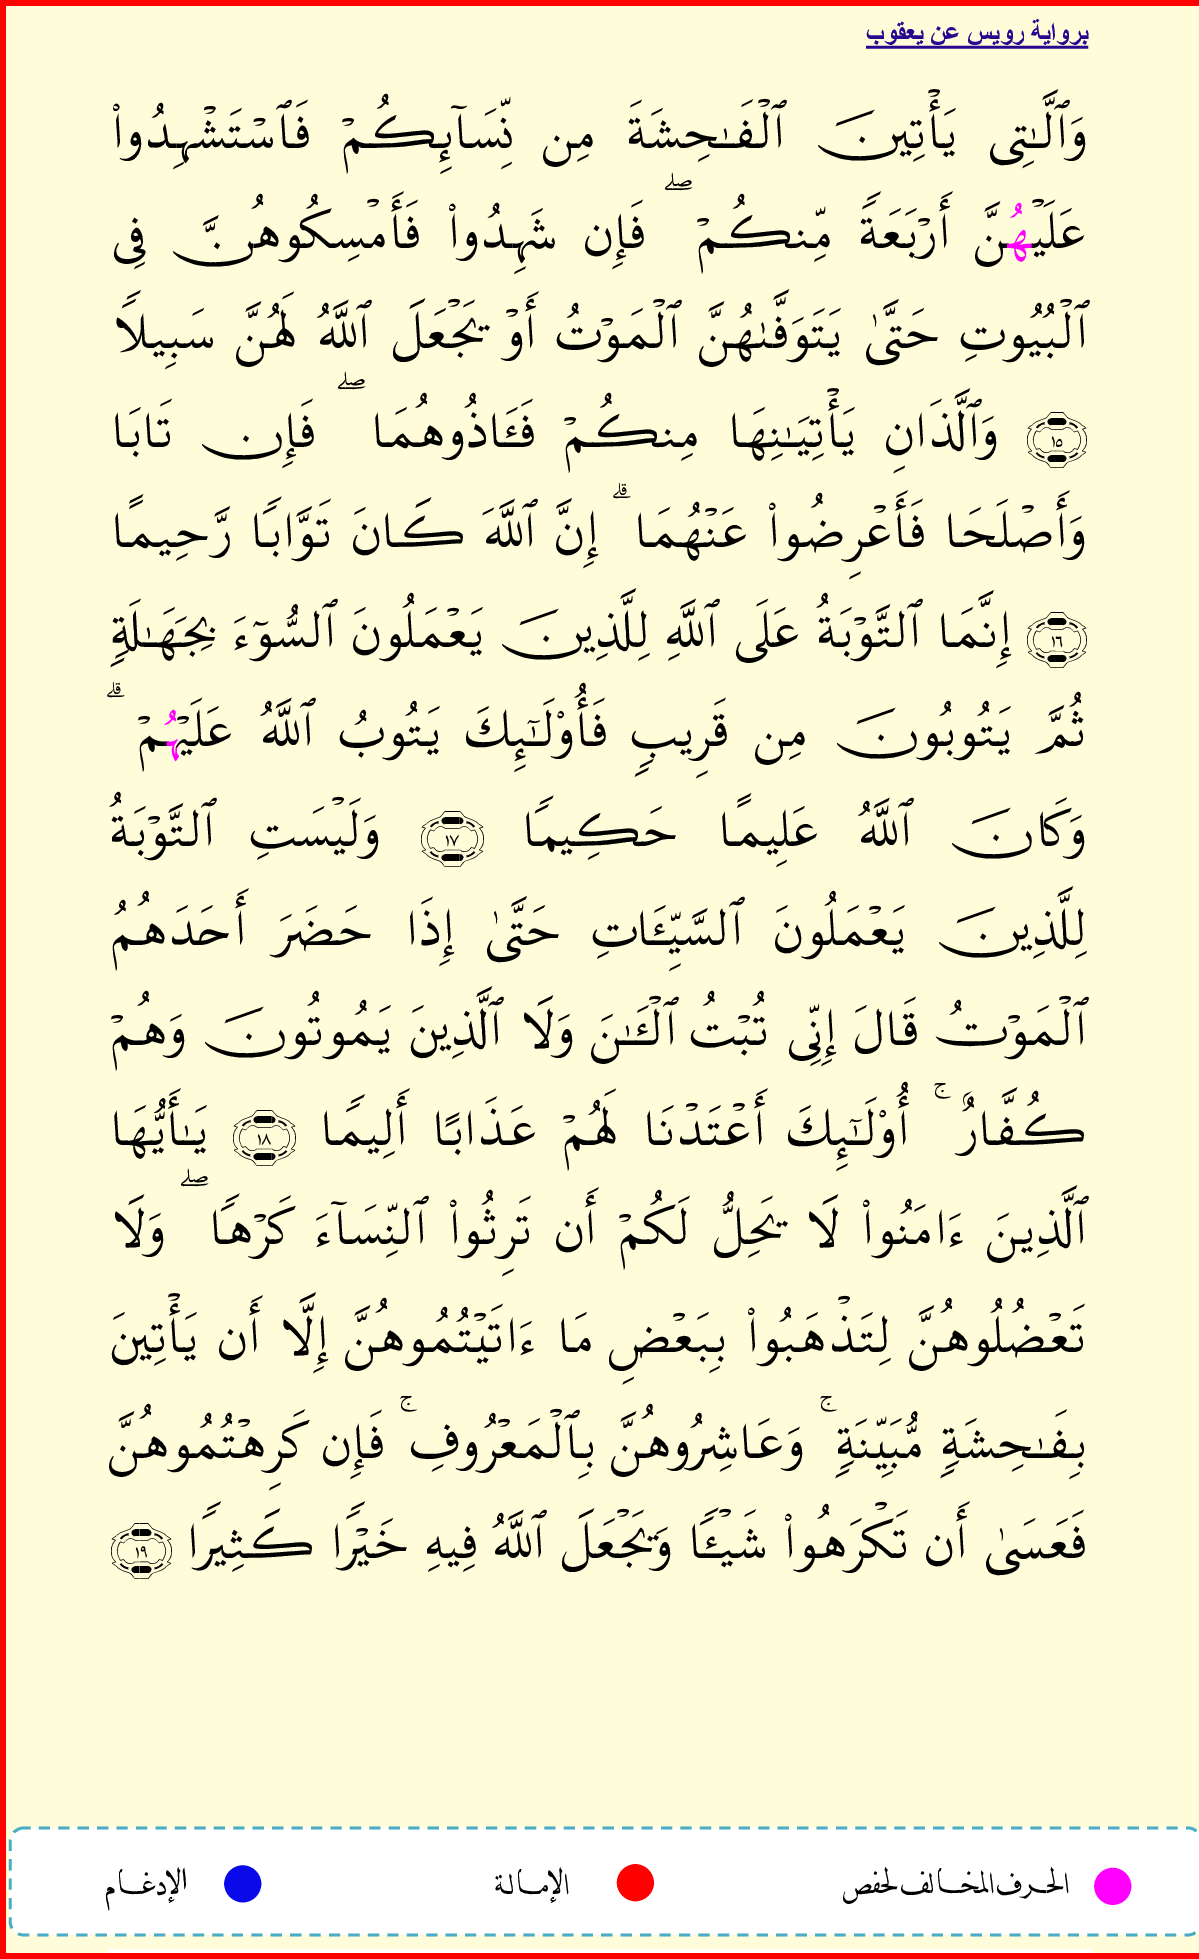 برواية رويس عن يعقوب
وَٱلَّـٰتِى يَأۡتِينَ ٱلۡفَـٰحِشَةَ مِن نِّسَآئِكُمۡ فَٱسۡتَشۡهِدُوا۟
عَلَيۡهُنَّ أَرۡبَعَةً مِّنكُمۡ ۖ فَإِن شَهِدُوا۟ فَأَمۡسِكُوهُنَّ فِى
ٱلۡبُيُوتِ حَتَّىٰ يَتَوَفَّىٰهُنَّ ٱلۡمَوۡتُ أَوۡ يَجۡعَلَ ٱللَّهُ لَهُنَّ سَبِيلًا
١٥ وَٱلَّذَانِ يَأۡتِيَـٰنِهَا مِنكُمۡ فَـَٔاذُوهُمَا ۖ فَإِن تَابَا
وَأَصۡلَحَا فَأَعۡرِضُوا۟ عَنۡهُمَا ۗ إِنَّ ٱللَّهَ كَانَ تَوَّابًا رَّحِيمًا
١٦ إِنَّمَا ٱلتَّوۡبَةُ عَلَى ٱللَّهِ لِلَّذِينَ يَعۡمَلُونَ ٱلسُّوٓءَ بِجَهَـٰلَةٍ
ثُمَّ يَتُوبُونَ مِن قَرِيبٍ فَأُو۟لَـٰٓئِكَ يَتُوبُ ٱللَّهُ عَلَيۡهُمۡ ۗ
وَكَانَ ٱللَّهُ عَلِيمًا حَكِيمًا ١٧ وَلَيۡسَتِ ٱلتَّوۡبَةُ
لِلَّذِينَ يَعۡمَلُونَ ٱلسَّيِّـَٔاتِ حَتَّىٰ إِذَا حَضَرَ أَحَدَهُمُ
ٱلۡمَوۡتُ قَالَ إِنِّى تُبۡتُ ٱلۡـَٔـٰنَ وَلَا ٱلَّذِينَ يَمُوتُونَ وَهُمۡ
كُفَّارٌ ۚ أُو۟لَـٰٓئِكَ أَعۡتَدۡنَا لَهُمۡ عَذَابًا أَلِيمًا ١٨ يَـٰأَيُّهَا
ٱلَّذِينَ ءَامَنُوا۟ لَا يَحِلُّ لَكُمۡ أَن تَرِثُوا۟ ٱلنِّسَآءَ كَرۡهًا ۖ وَلَا
تَعۡضُلُوهُنَّ لِتَذۡهَبُوا۟ بِبَعۡضِ مَا ءَاتَيۡتُمُوهُنَّ إِلَّا أَن يَأۡتِينَ
بِفَـٰحِشَةٍ مُّبَيِّنَةٍ ۚ وَعَاشِرُوهُنَّ بِٱلۡمَعۡرُوفِ ۚ فَإِن كَرِهۡتُمُوهُنَّ
فَعَسَىٰ أَن تَكۡرَهُوا۟ شَيۡـًٔا وَيَجۡعَلَ ٱللَّهُ فِيهِ خَيۡرًا كَثِيرًا ١٩
الحرف المخالف لحفص الإمالة الإدغام